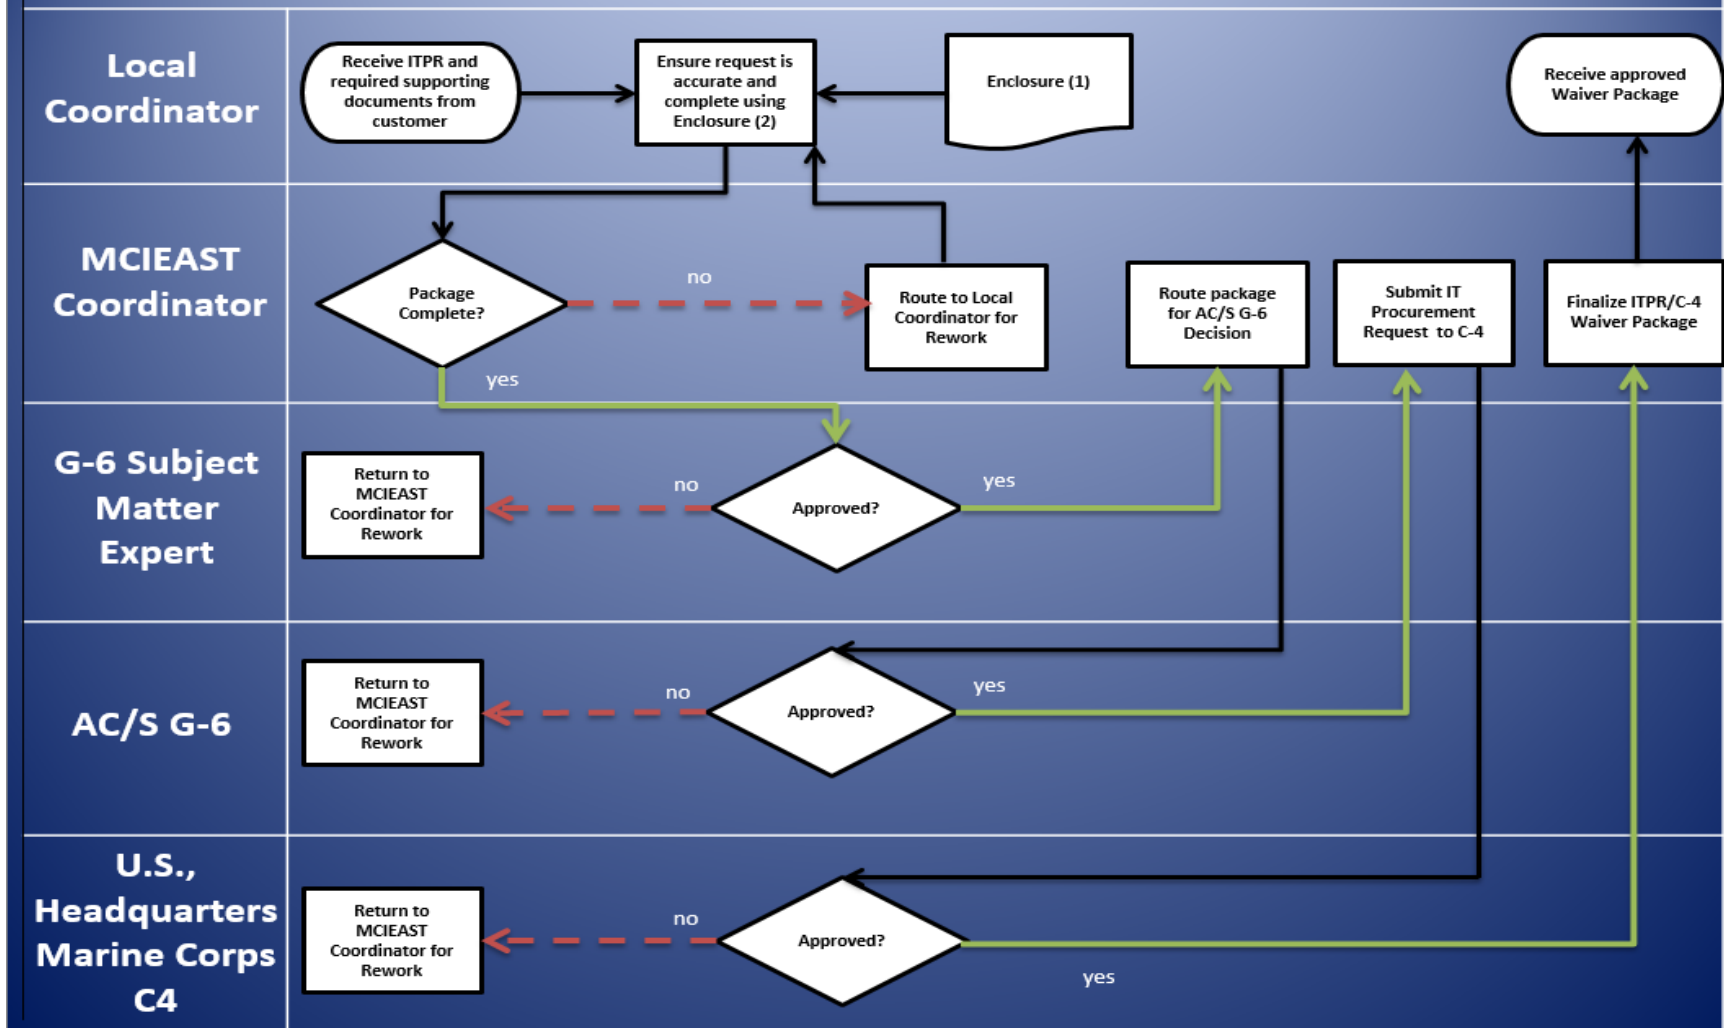 Local
Coordinator
Receive ITPR and
required supporting
documents from
customer
Ensure request is
accurate and
complete using
Enclosure (2)
Enclosure (1)
Receive approved
Waiver Package
MCIEAST
Coordinator
Package
Complete?
no
yes
Route to Local
Coordinator for
Rework
Route package
for AC/S G-6
Decision
Submit IT
Procurement
Request to C-4
Finalize ITPR/C-4
Waiver Package
G-6 Subject
Matter
Expert
Return to
MCIEAST
Coordinator for
Rework
no
Approved?
yes
AC/S G-6
Return to
MCIEAST
Coordinator for
Rework
no
Approved?
yes
U.S.,
Headquarters
Marine Corps
C4
Return to
MCIEAST
Coordinator for
Rework
no
Approved?
yes